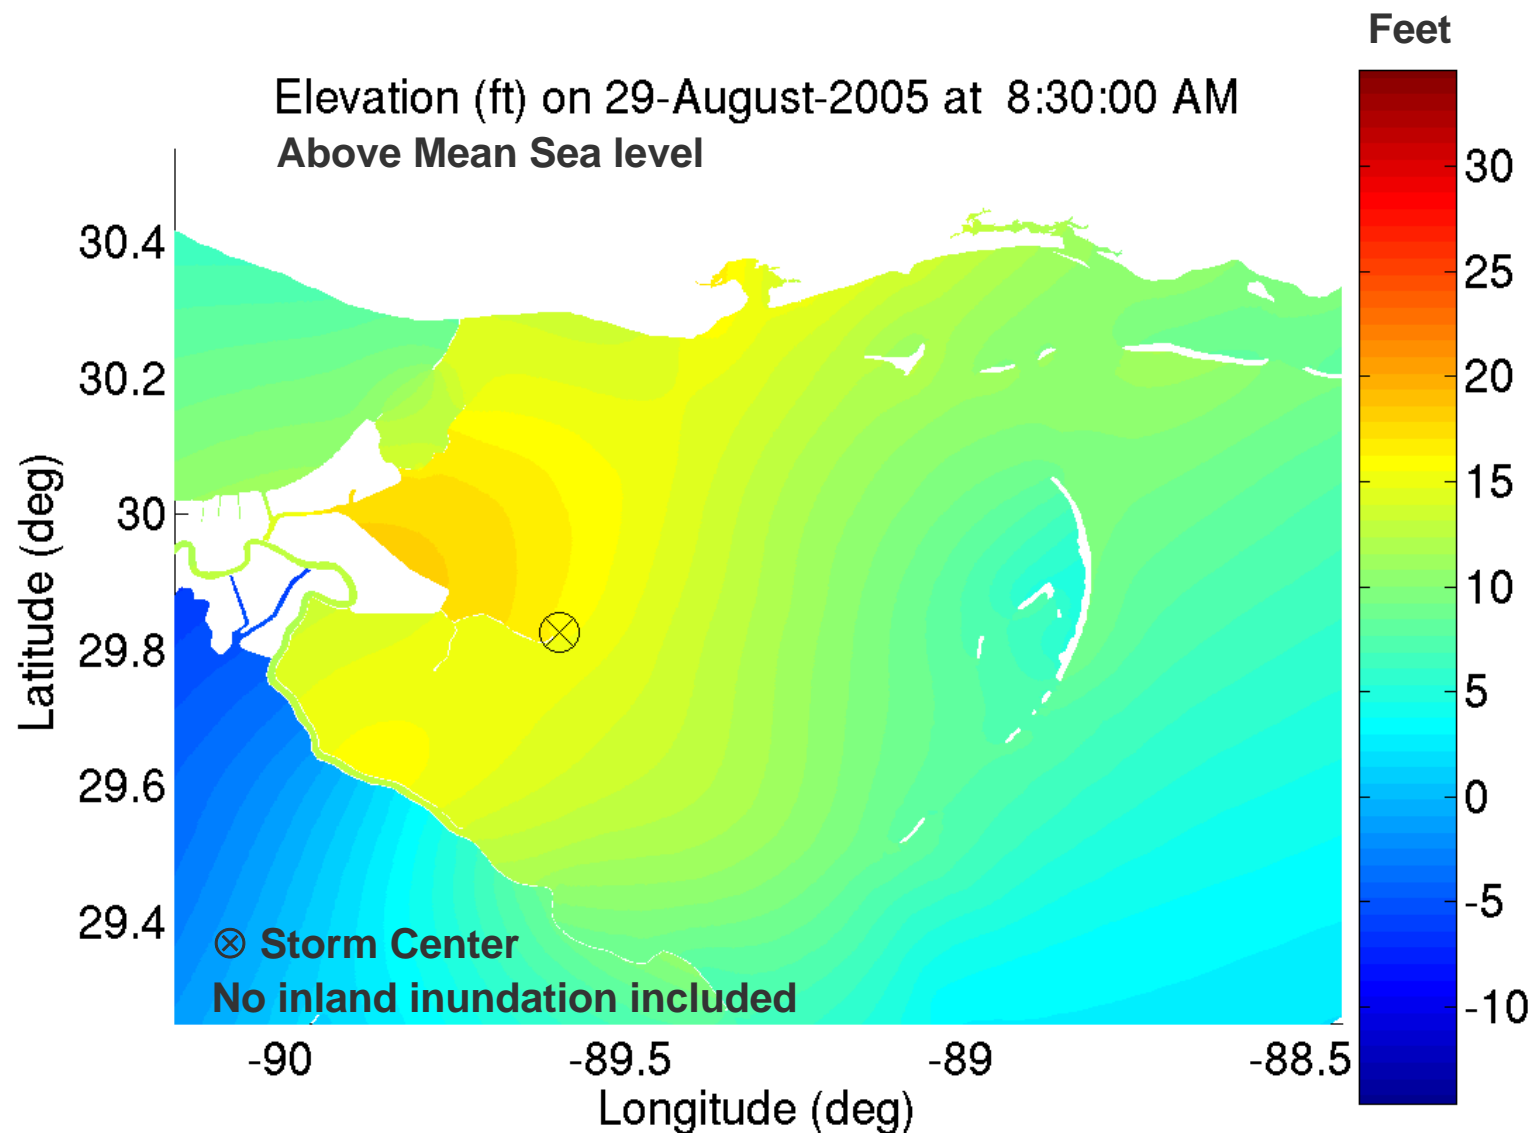 Feet
Elevation (ft) on 29-August-2005 at 8:30:00 AM
Above Mean Sea level
30
25
20
15
10
5
0
-5
-10
30.4
30.2
30
29.8
29.6
29.4
Latitude (deg)
⊗ Storm Center
No inland inundation included
-90
-89.5
-89
-88.5
Longitude (deg)